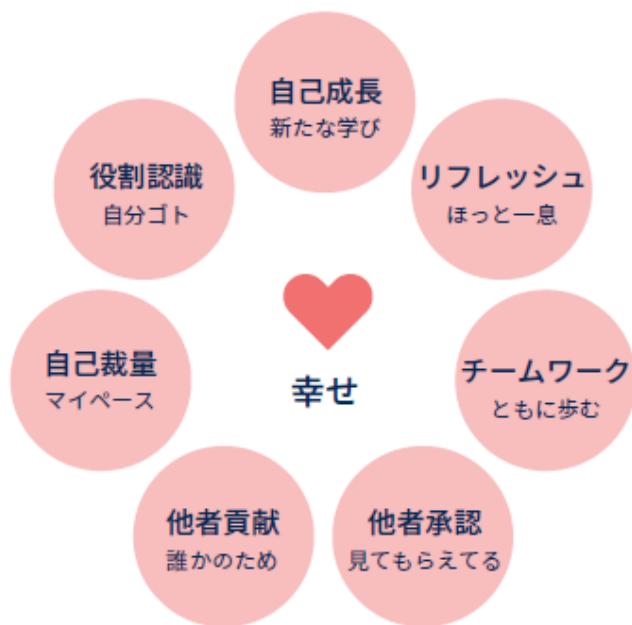 自己成長
新たな学び
リフレッシュ
ほっと一息
チームワーク
ともに歩む
他者承認
見てもらえてる
他者貢献
誰かのため
自己裁量
マイペース
役割認識
自分ゴト
幸せ